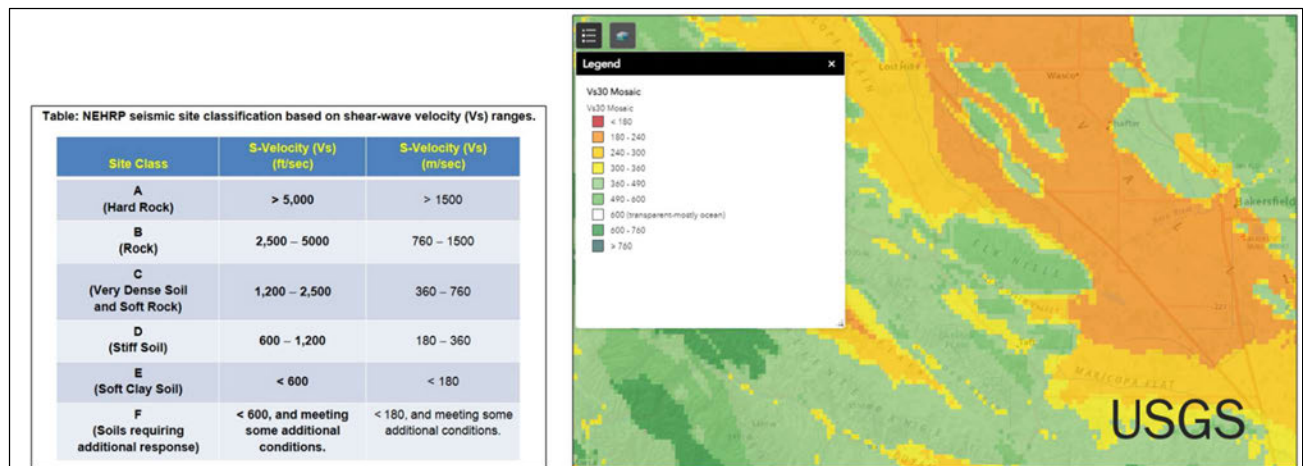 Table: NEHRP seismic site classification based on shear-wave velocity (Vs) ranges.
Site Class
S-Velocity (Vs)
(ft/sec)
S-Velocity (Vs)
(m/sec)
A
(Hard Rock)
> 5,000
> 1500
B
(Rock)
2,500 – 5000
760 – 1500
C
(Very Dense Soil
and Soft Rock)
1,200 – 2,500
360 – 760
D
(Stiff Soil)
600 – 1,200
180 – 360
E
(Soft Clay Soil)
< 600
< 180
F
(Soils requiring
additional response)
< 600, and meeting
some additional
conditions.
< 180, and meeting some
additional conditions.
Legend
×
Vs30 Mosaic
Vs30 Mosaic
< 180
180 - 240
240 - 300
300 - 360
360 - 490
490 - 600
600 (transparent-mostly ocean)
600 - 760
> 760
Lost Hills
Wasco
Shafter
Bakersfield
ELK HILLS
MARICOPA FLAT
USGS